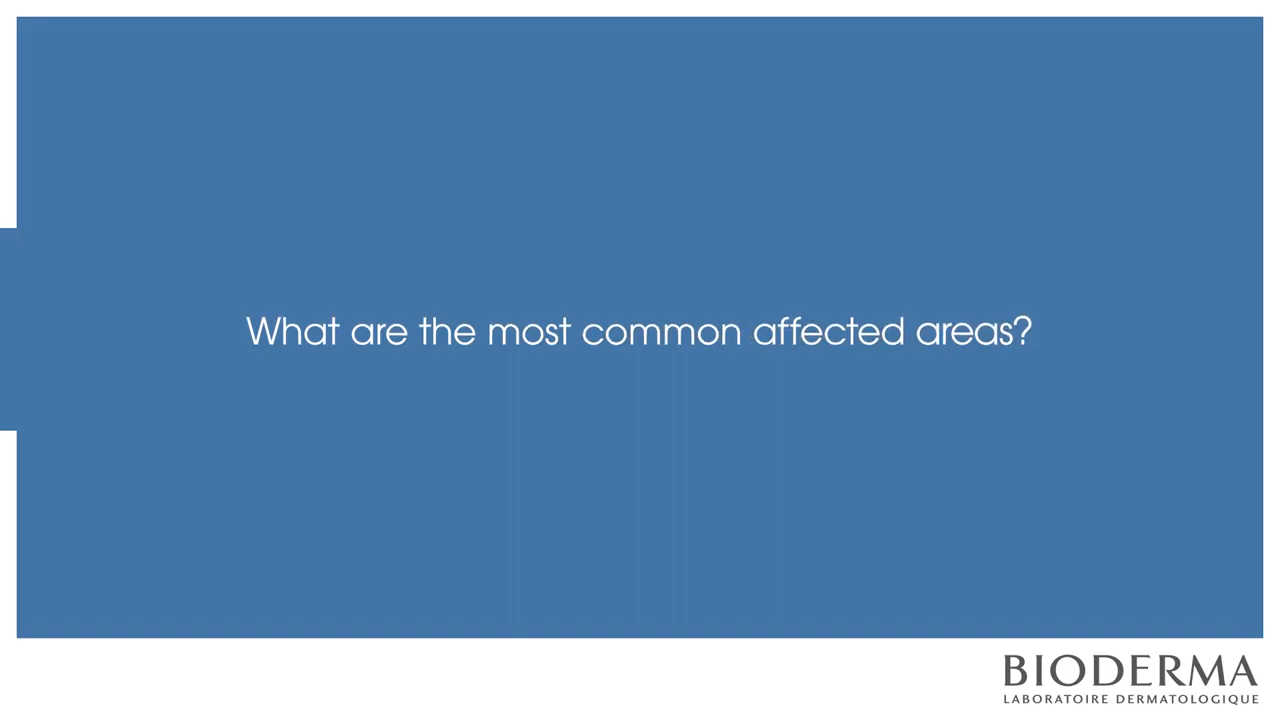 What are the most common affected areas?
BIODERMA
LABORATOIRE DERMATOLOGIQUE